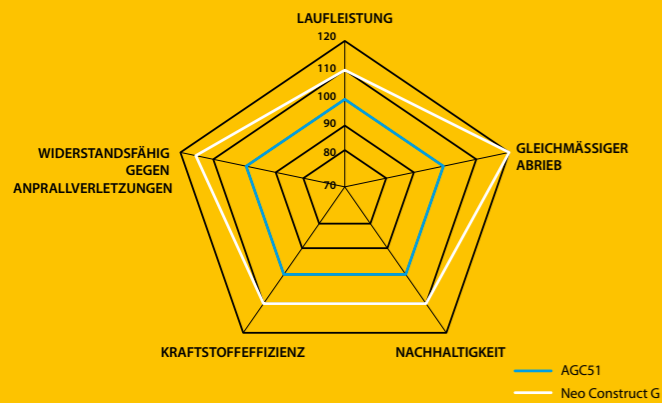 LAUFLEISTUNG
120
110
100
90
80
70
WIDERSTANDSFÄHIG
GEGEN
ANPRALLVERLETZUNGEN
GLEICHMÄSSIGER
ABRIEB
KRAFTSTOFFEFFIZIENZ
NACHHALTIGKEIT
AGC51
Neo Construct G